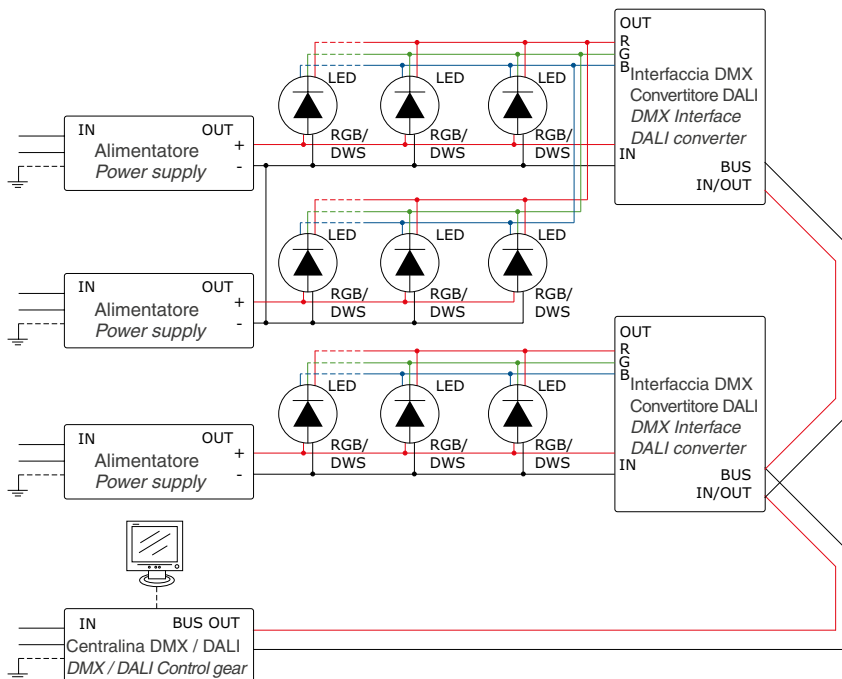 OUT
R
G
B
Interfaccia DMX
Convertitore DALI
DMX Interface
DALI converter
IN
BUS
IN/OUT
LED
LED
LED
RGB/
DWS
RGB/
DWS
RGB/
DWS
IN
OUT
+
-
Alimentatore
Power supply
LED
LED
LED
RGB/
DWS
RGB/
DWS
RGB/
DWS
IN
OUT
+
-
Alimentatore
Power supply
OUT
R
G
B
Interfaccia DMX
Convertitore DALI
DMX Interface
DALI converter
IN
BUS
IN/OUT
LED
LED
LED
RGB/
DWS
RGB/
DWS
RGB/
DWS
IN
OUT
+
-
Alimentatore
Power supply
IN
BUS OUT
Centralina DMX / DALI
DMX / DALI Control gear